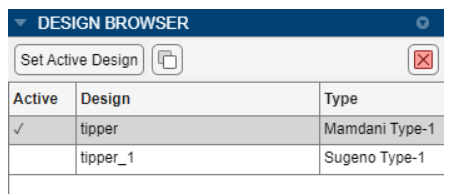 DESIGN BROWSER
Set Active Design
Active Design Type
✓ tipper Mamdani Type-1
tipper_1 Sugeno Type-1